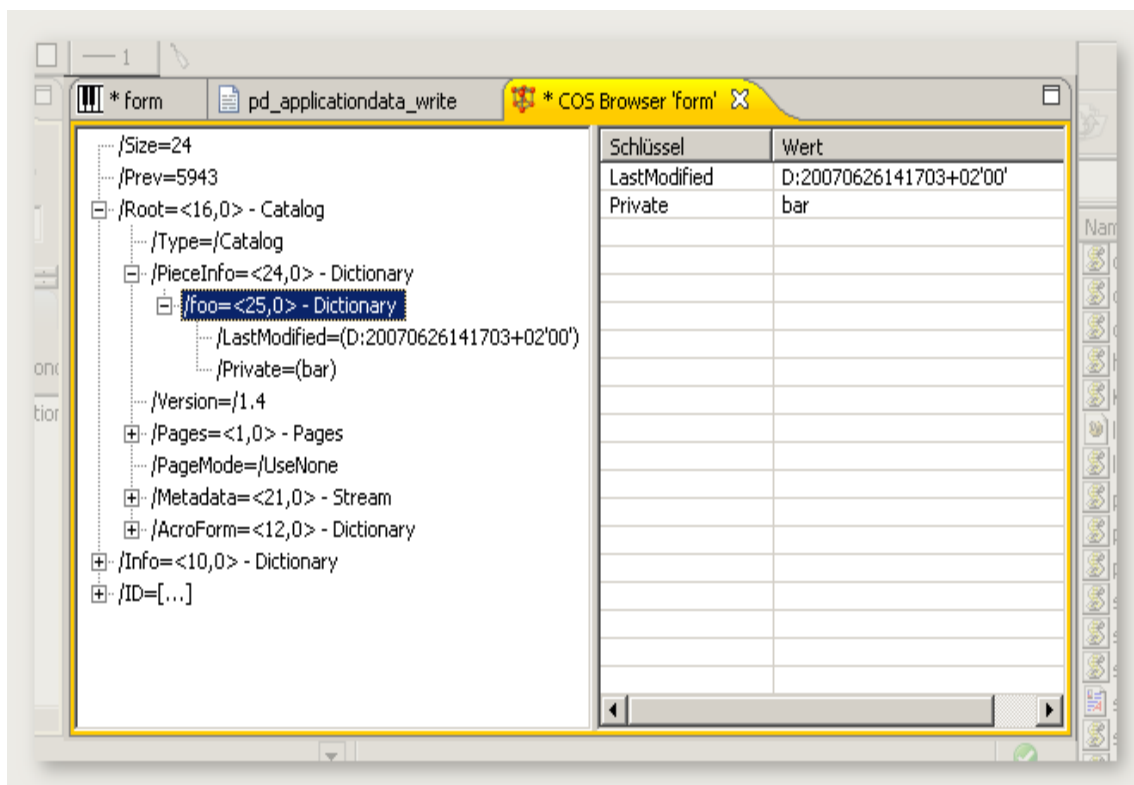 1
* form pd_applicationdata_write * COS Browser 'form'
/Size=24
/Prev=5943
/Root=<16,0> - Catalog
/Type=/Catalog
/PieceInfo=<24,0> - Dictionary
/foo=<25,0> - Dictionary
/LastModified=(D:20070626141703+02'00')
/Private=(bar)
/Version=/1.4
/Pages=<1,0> - Pages
/PageMode=/UseNone
/Metadata=<21,0> - Stream
/AcroForm=<12,0> - Dictionary
/Info=<10,0> - Dictionary
/ID=[...]
Schlüssel Wert
LastModified D:20070626141703+02'00'
Private bar